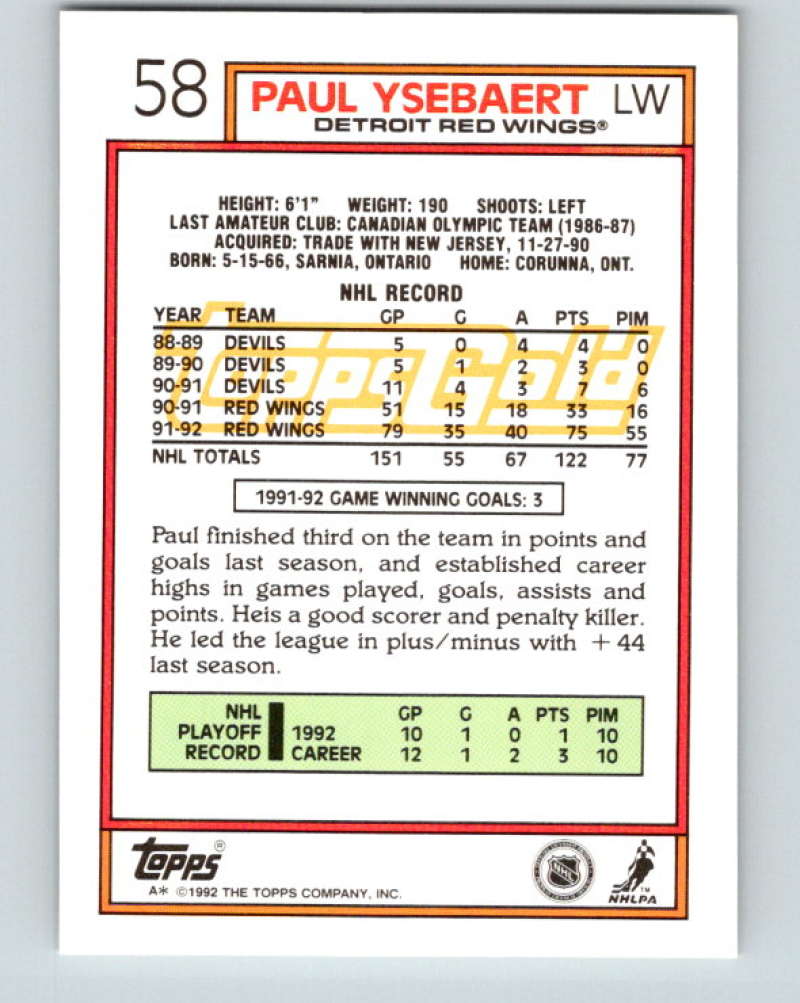 58 PAUL YSEBAERT LW
DETROIT RED WINGS®
HEIGHT: 6'1" WEIGHT: 190 SHOOTS: LEFT
LAST AMATEUR CLUB: CANADIAN OLYMPIC TEAM (1986-87)
ACQUIRED: TRADE WITH NEW JERSEY, 11-27-90
BORN: 5-15-66, SARNIA, ONTARIO HOME: CORUNNA, ONT.
NHL RECORD
YEAR TEAM GP G A PTS PIM
88-89 DEVILS 5 0 4 4 0
89-90 DEVILS 5 1 2 3 0
90-91 DEVILS 11 4 3 7 6
90-91 RED WINGS 51 15 18 33 16
91-92 RED WINGS 79 35 40 75 55
NHL TOTALS 151 55 67 122 77
Topps Gold
1991-92 GAME WINNING GOALS: 3
Paul finished third on the team in points and
goals last season, and established career
highs in games played, goals, assists and
points. Heis a good scorer and penalty killer.
He led the league in plus/minus with +44
last season.
NHL GP G A PTS PIM
PLAYOFF 1992 10 1 0 1 10
RECORD CAREER 12 1 2 3 10
Topps®
A* ©1992 THE TOPPS COMPANY, INC.
NHL
TM
NHLPA